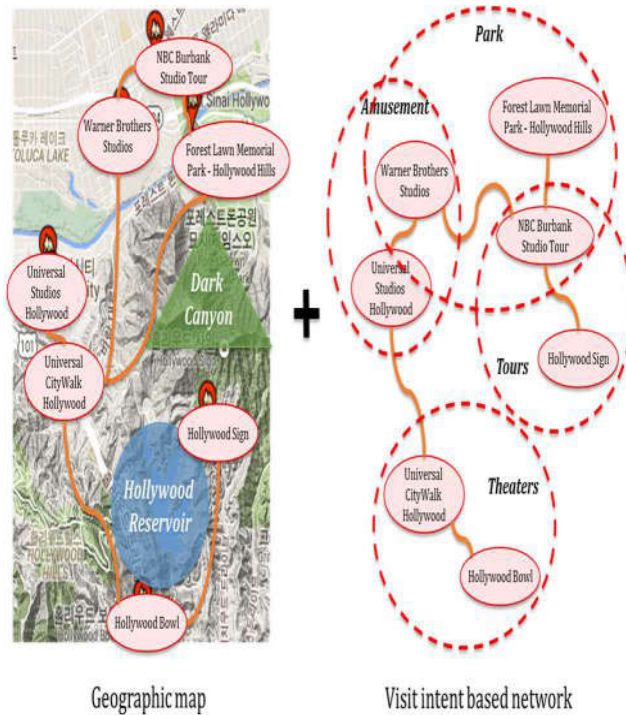 NBC Burbank
Studio Tour
Sinai Hollywo
Warner Brothers
Studios
Forest Lawn Memorial
Park - Hollywood Hills
TOLUCA LAKE
Universal
Studios
Hollywood
101
Universal
CityWalk
Hollywood
Dark
Canyon
Hollywood Sign
Hollywood
Reservoir
HOLLYWOOD
HILLS
Hollywood Bowl
Geographic map
+
Park
Amusement
Forest Lawn Memorial
Park - Hollywood Hills
Warner Brothers
Studios
NBC Burbank
Studio Tour
Universal
Studios
Hollywood
Tours
Hollywood Sign
Universal
CityWalk
Hollywood
Theaters
Hollywood Bowl
Visit intent based network